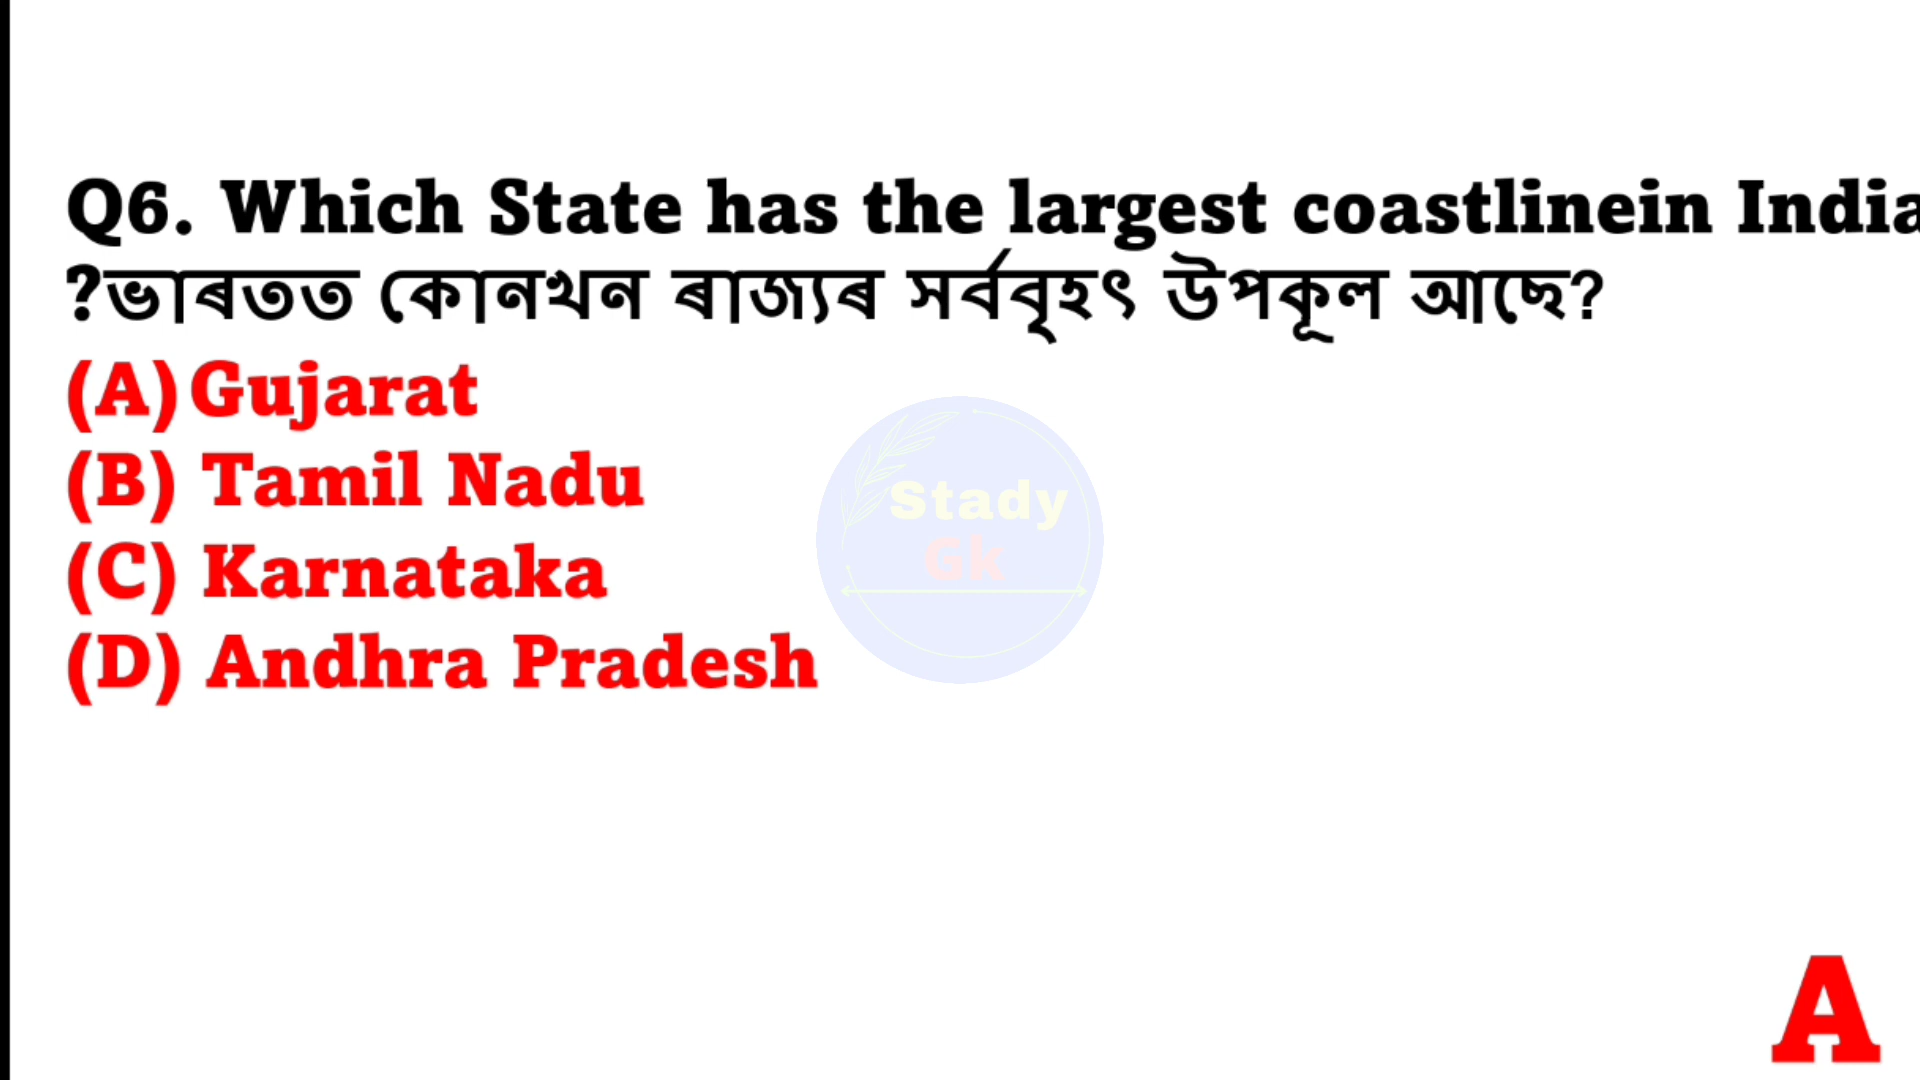 Q6. Which State has the largest coastlinein India
?ভাৰতত কোনখন ৰাজ্যৰ সৰ্ববৃহৎ উপকূল আছে?
(A)Gujarat
(B) Tamil Nadu
(C) Karnataka
(D) Andhra Pradesh
Stady
Gk
A